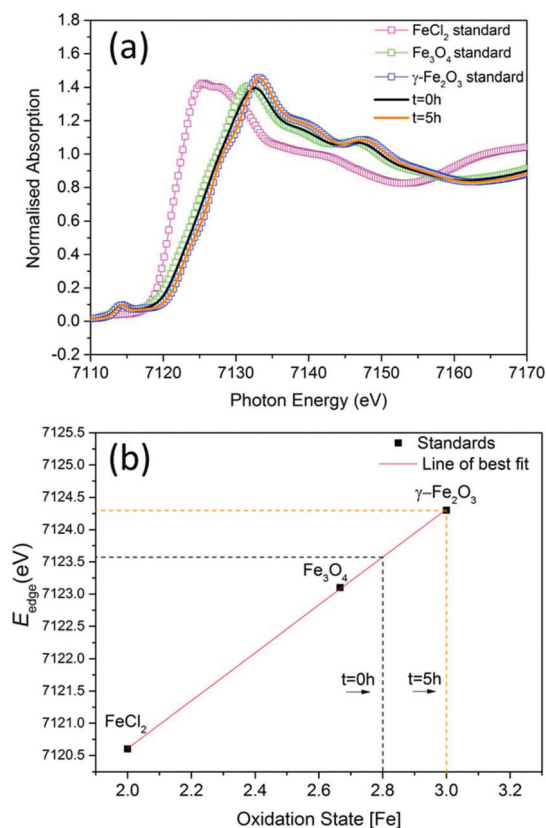 (a)
FeCl2 standard
Fe3O4 standard
γ-Fe2O3 standard
t=0h
t=5h
1.8
1.6
1.4
1.2
1.0
0.8
0.6
0.4
0.2
0.0
-0.2
Normalised Absorption
7110 7120 7130 7140 7150 7160 7170
Photon Energy (eV)
(b)
Standards
Line of best fit
γ–Fe2O3
Fe3O4
FeCl2
t=0h
t=5h
7125.5
7125.0
7124.5
7124.0
7123.5
7123.0
7122.5
7122.0
7121.5
7121.0
7120.5
Eedge(eV)
2.0 2.2 2.4 2.6 2.8 3.0 3.2
Oxidation State [Fe]